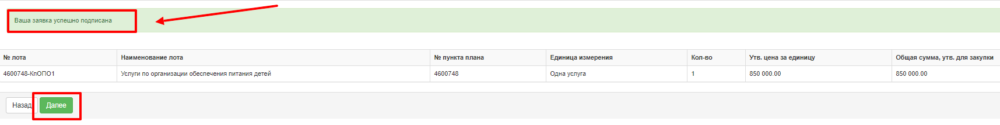 Ваша заявка успешно подписана
№ лота Наименование лота № пункта плана Единица измерения Кол-во Утв. цена за единицу Общая сумма, утв. для закупки
4600748-КпОПО1 Услуги по организации обеспечения питания детей 4600748 Одна услуга 1 850 000.00 850 000.00
Назад Далее